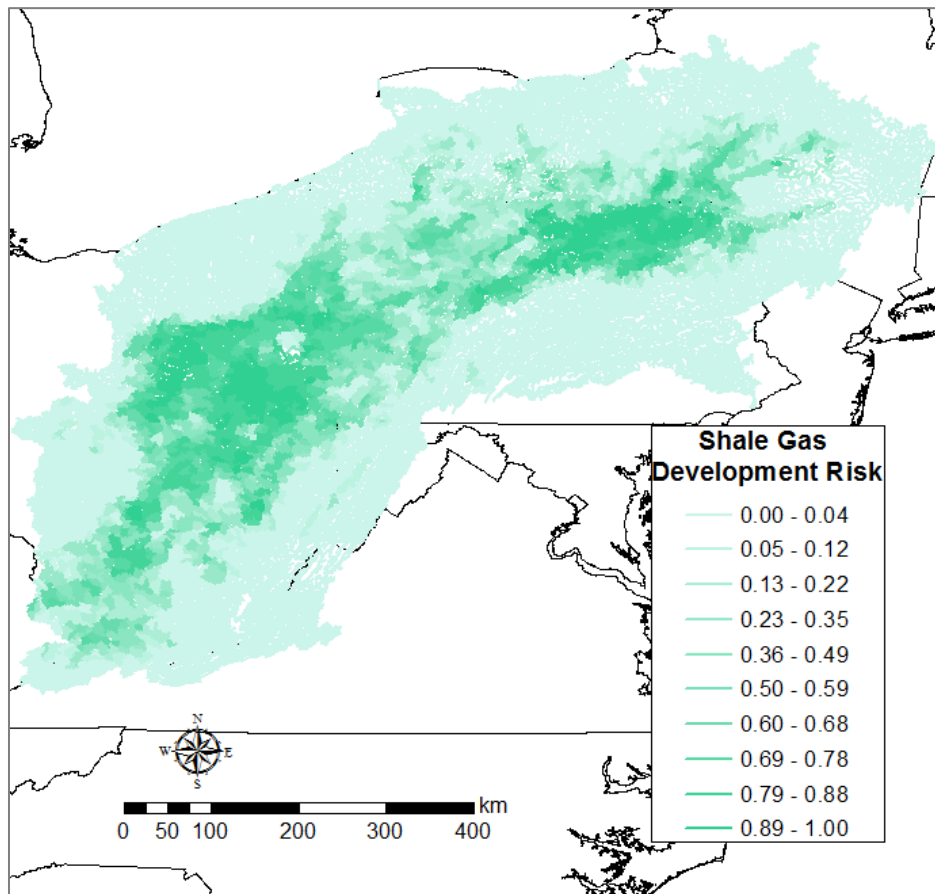 Shale Gas
Development Risk
0.00 - 0.04
0.05 - 0.12
0.13 - 0.22
0.23 - 0.35
0.36 - 0.49
0.50 - 0.59
0.60 - 0.68
0.69 - 0.78
0.79 - 0.88
0.89 - 1.00
N
W E
S
km
0 50 100 200 300 400